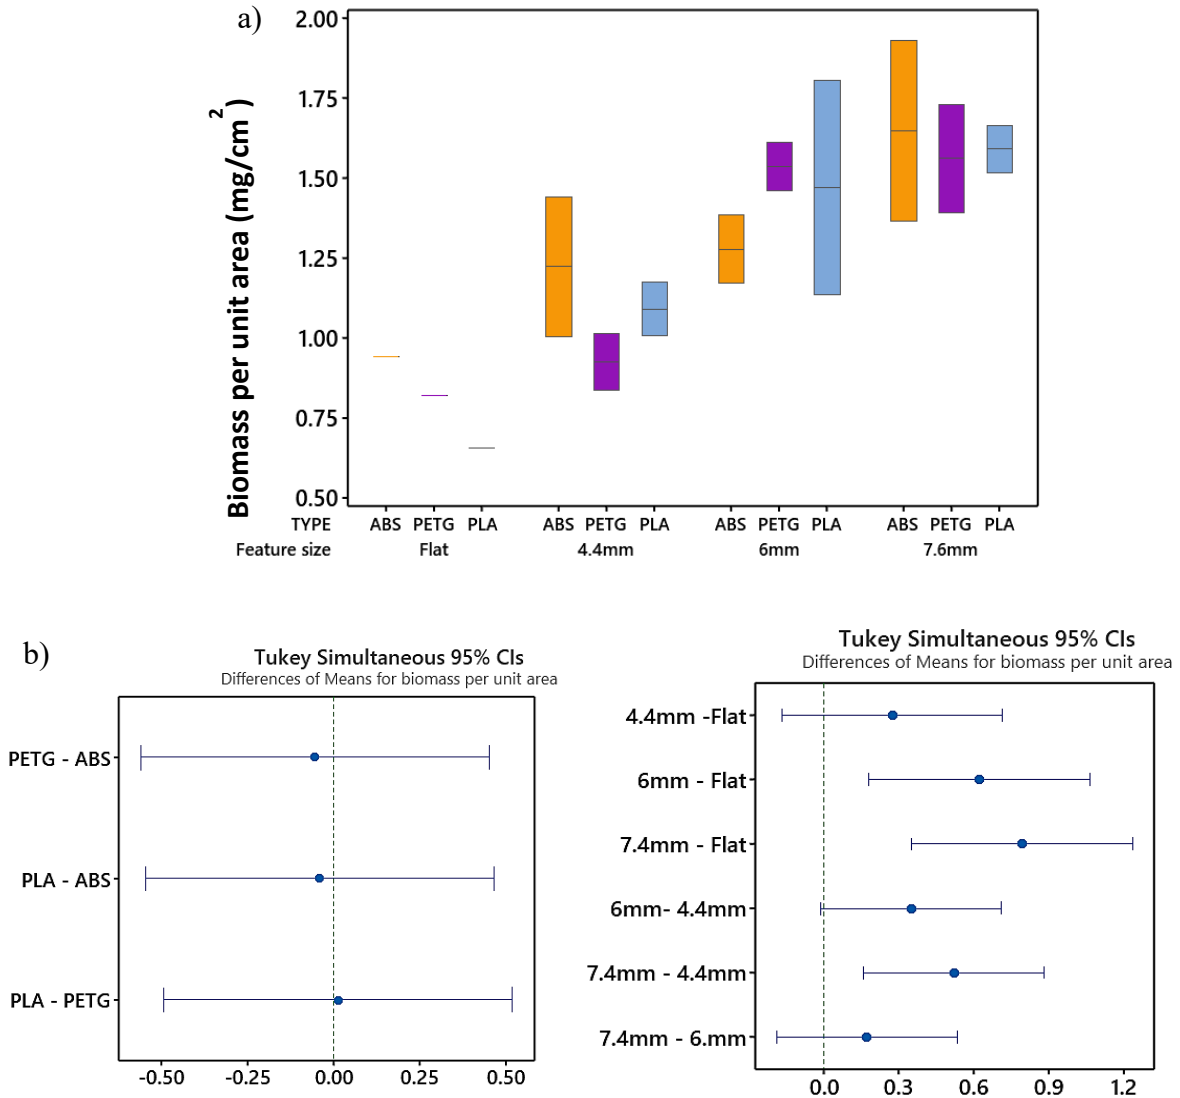 a)
Biomass per unit area (mg/cm²)
2.00
1.75
1.50
1.25
1.00
0.75
0.50
TYPE ABS PETG PLA ABS PETG PLA ABS PETG PLA ABS PETG PLA
Feature size Flat 4.4mm 6mm 7.6mm
b)
Tukey Simultaneous 95% CIs
Differences of Means for biomass per unit area
PETG - ABS
PLA - ABS
PLA - PETG
-0.50 -0.25 0.00 0.25 0.50
Tukey Simultaneous 95% CIs
Differences of Means for biomass per unit area
4.4mm -Flat
6mm - Flat
7.4mm - Flat
6mm- 4.4mm
7.4mm - 4.4mm
7.4mm - 6.mm
0.0 0.3 0.6 0.9 1.2